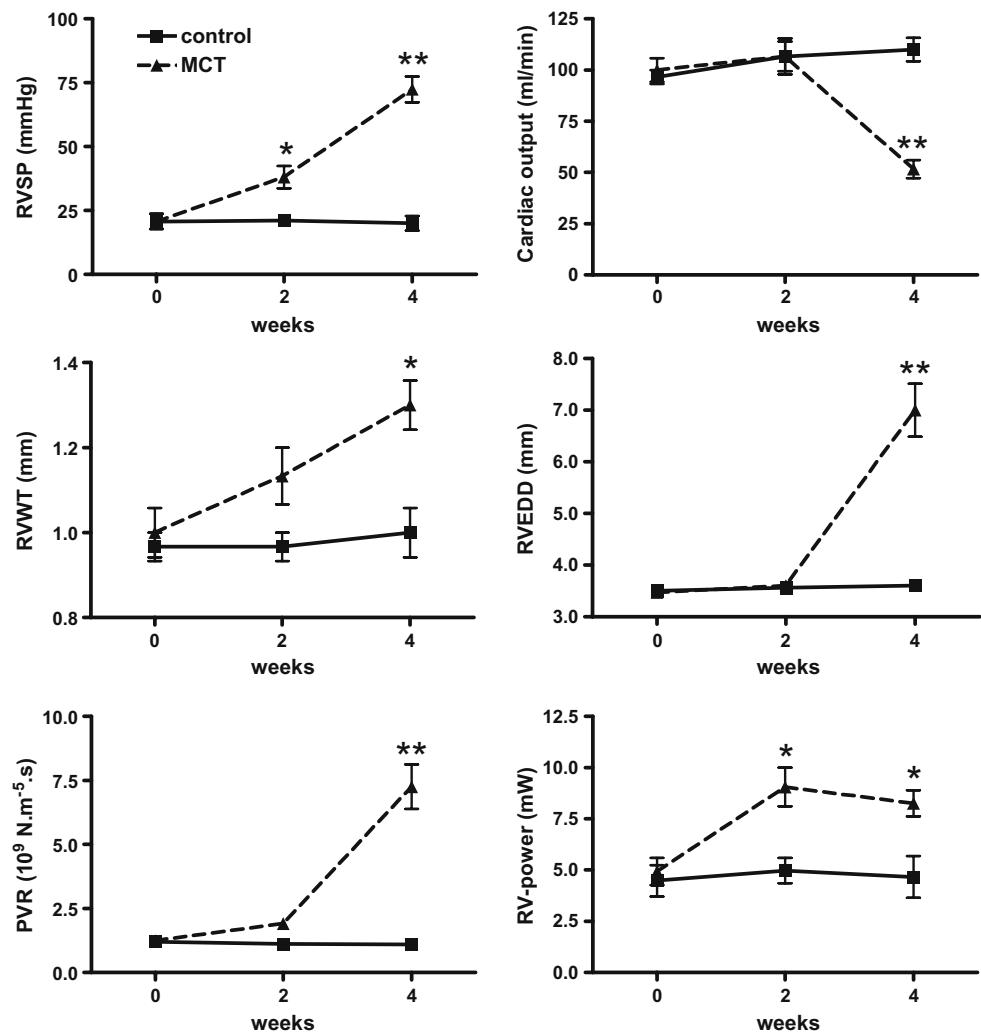 100
75
50
25
0
RVSP (mmHg)
control
MCT
*
**
0 2 4
weeks
125
100
75
50
25
0
Cardiac output (ml/min)
**
0 2 4
weeks
1.4
1.2
1.0
0.8
RVWT (mm)
*
0 2 4
weeks
8.0
7.0
6.0
5.0
4.0
3.0
RVEDD (mm)
**
0 2 4
weeks
10.0
7.5
5.0
2.5
0.0
PVR (10⁹ N.m⁻⁵.s)
**
0 2 4
weeks
12.5
10.0
7.5
5.0
2.5
0.0
RV-power (mW)
*
*
0 2 4
weeks